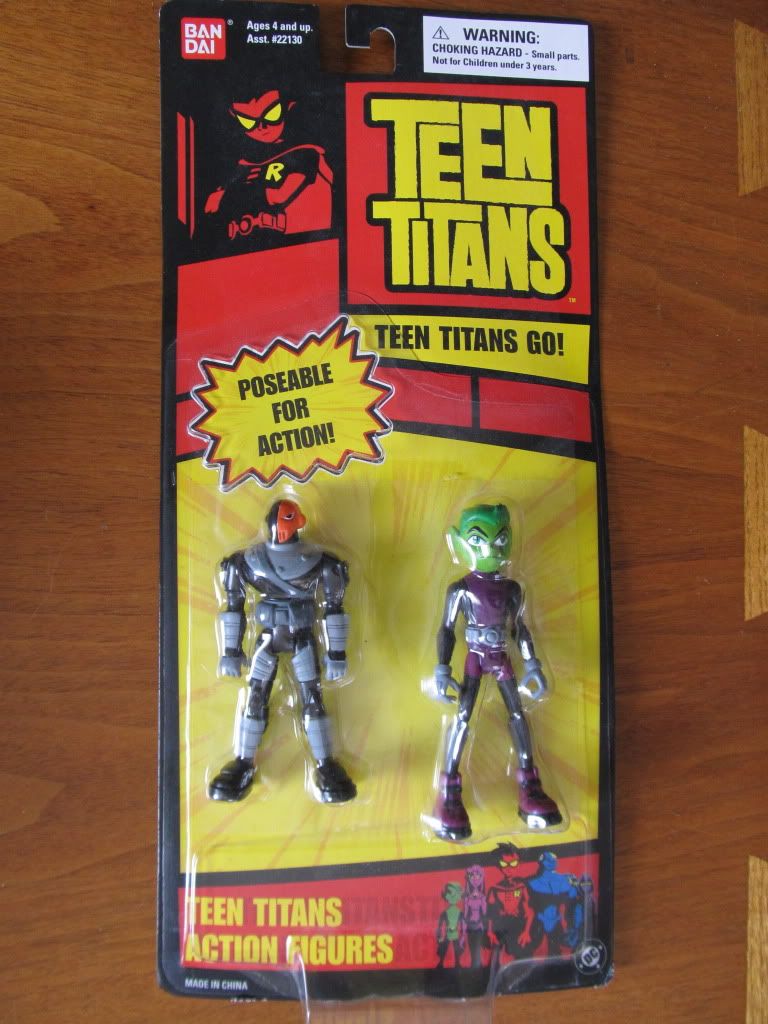 BAN
DAI
Ages 4 and up.
Asst. #22130
WARNING:
CHOKING HAZARD - Small parts.
Not for Children under 3 years.
R
TEEN
TITANS
TM
TEEN TITANS GO!
POSEABLE
FOR
ACTION!
TEEN TITANS
ACTION FIGURES
R
DC
MADE IN CHINA